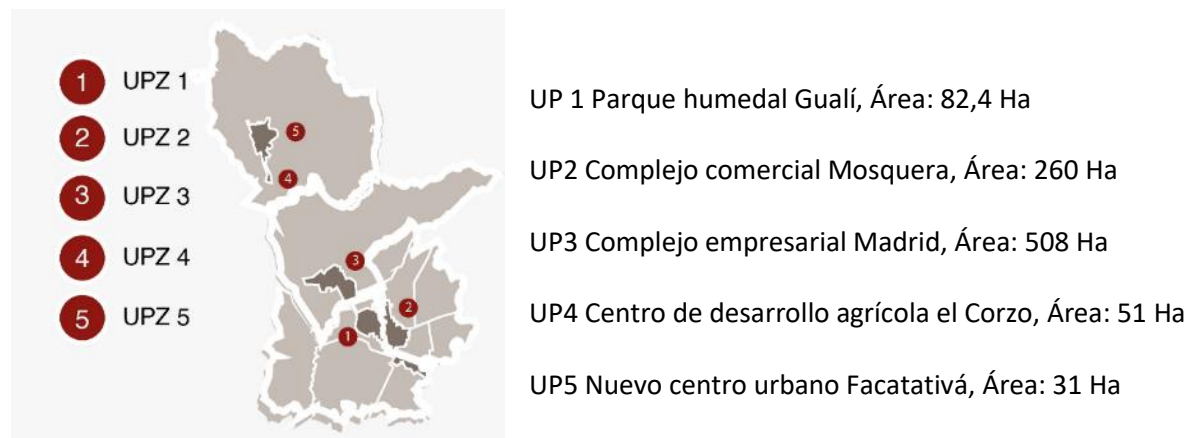 1 UPZ 1
2 UPZ 2
3 UPZ 3
4 UPZ 4
5 UPZ 5
5
4
3
2
1
UP 1 Parque humedal Gualí, Área: 82,4 Ha
UP2 Complejo comercial Mosquera, Área: 260 Ha
UP3 Complejo empresarial Madrid, Área: 508 Ha
UP4 Centro de desarrollo agrícola el Corzo, Área: 51 Ha
UP5 Nuevo centro urbano Facatativá, Área: 31 Ha